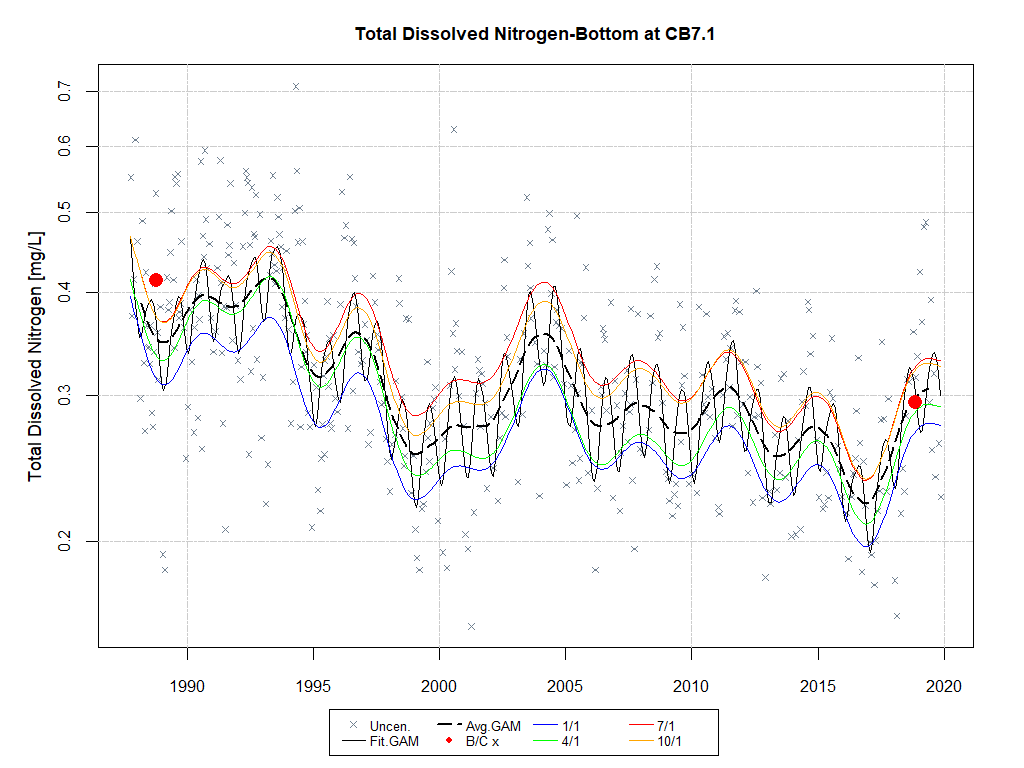 Total Dissolved Nitrogen-Bottom at CB7.1
Total Dissolved Nitrogen [mg/L]
0.7
0.6
0.5
0.4
0.3
0.2
1990 1995 2000 2005 2010 2015 2020
Uncen. Avg.GAM 1/1 7/1
Fit.GAM B/C x 4/1 10/1